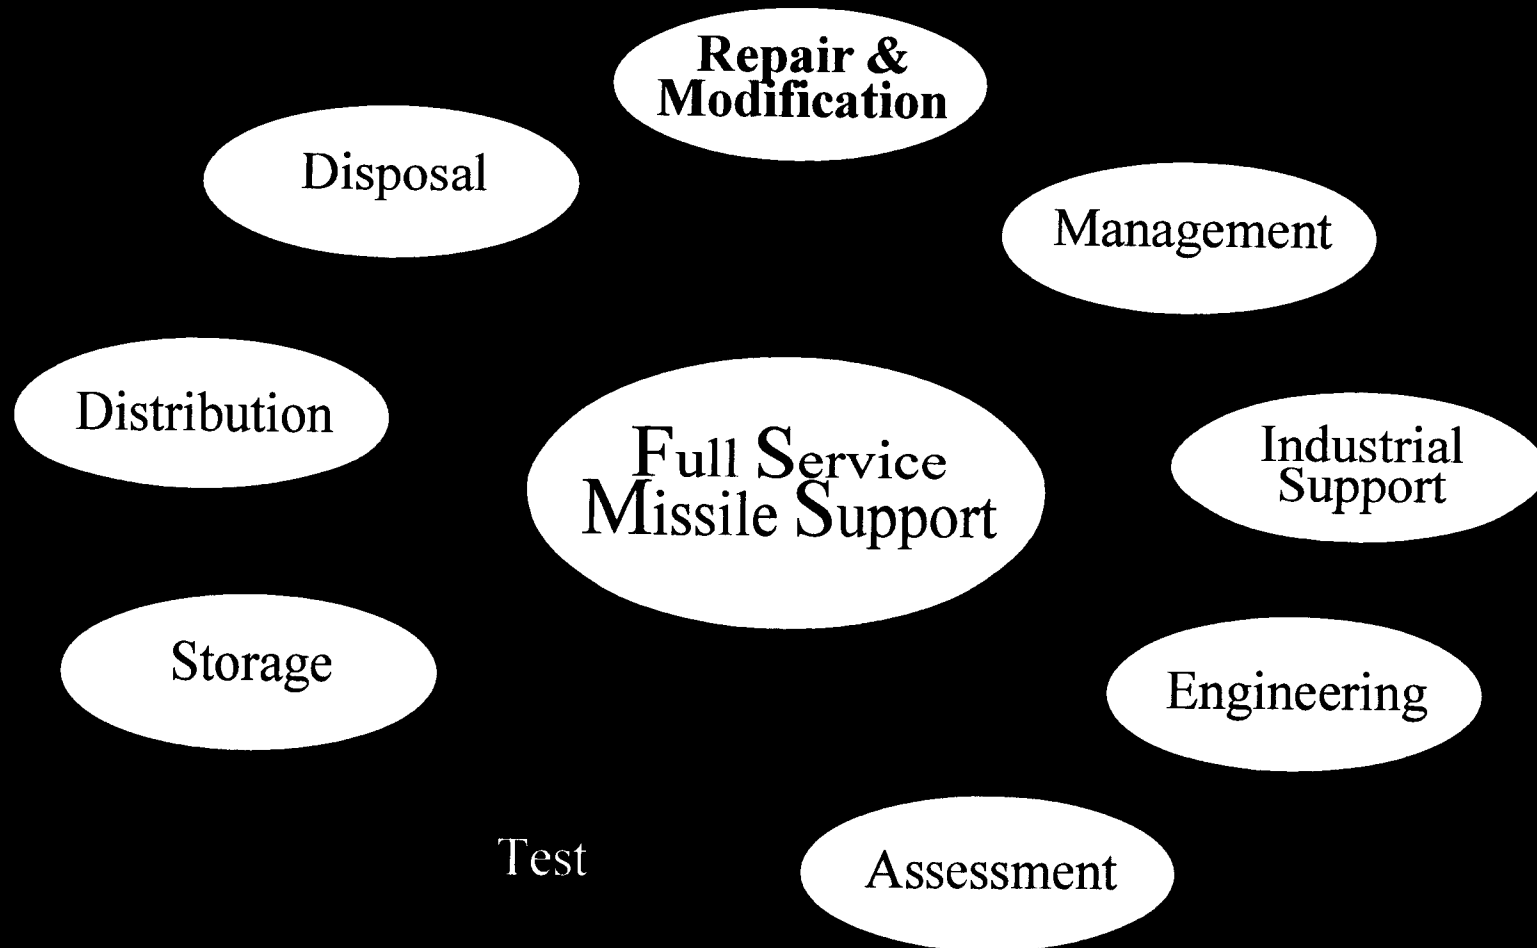 Repair &
Modification
Disposal
Management
Distribution
Full Service
Missile Support
Industrial
Support
Storage
Engineering
Test
Assessment